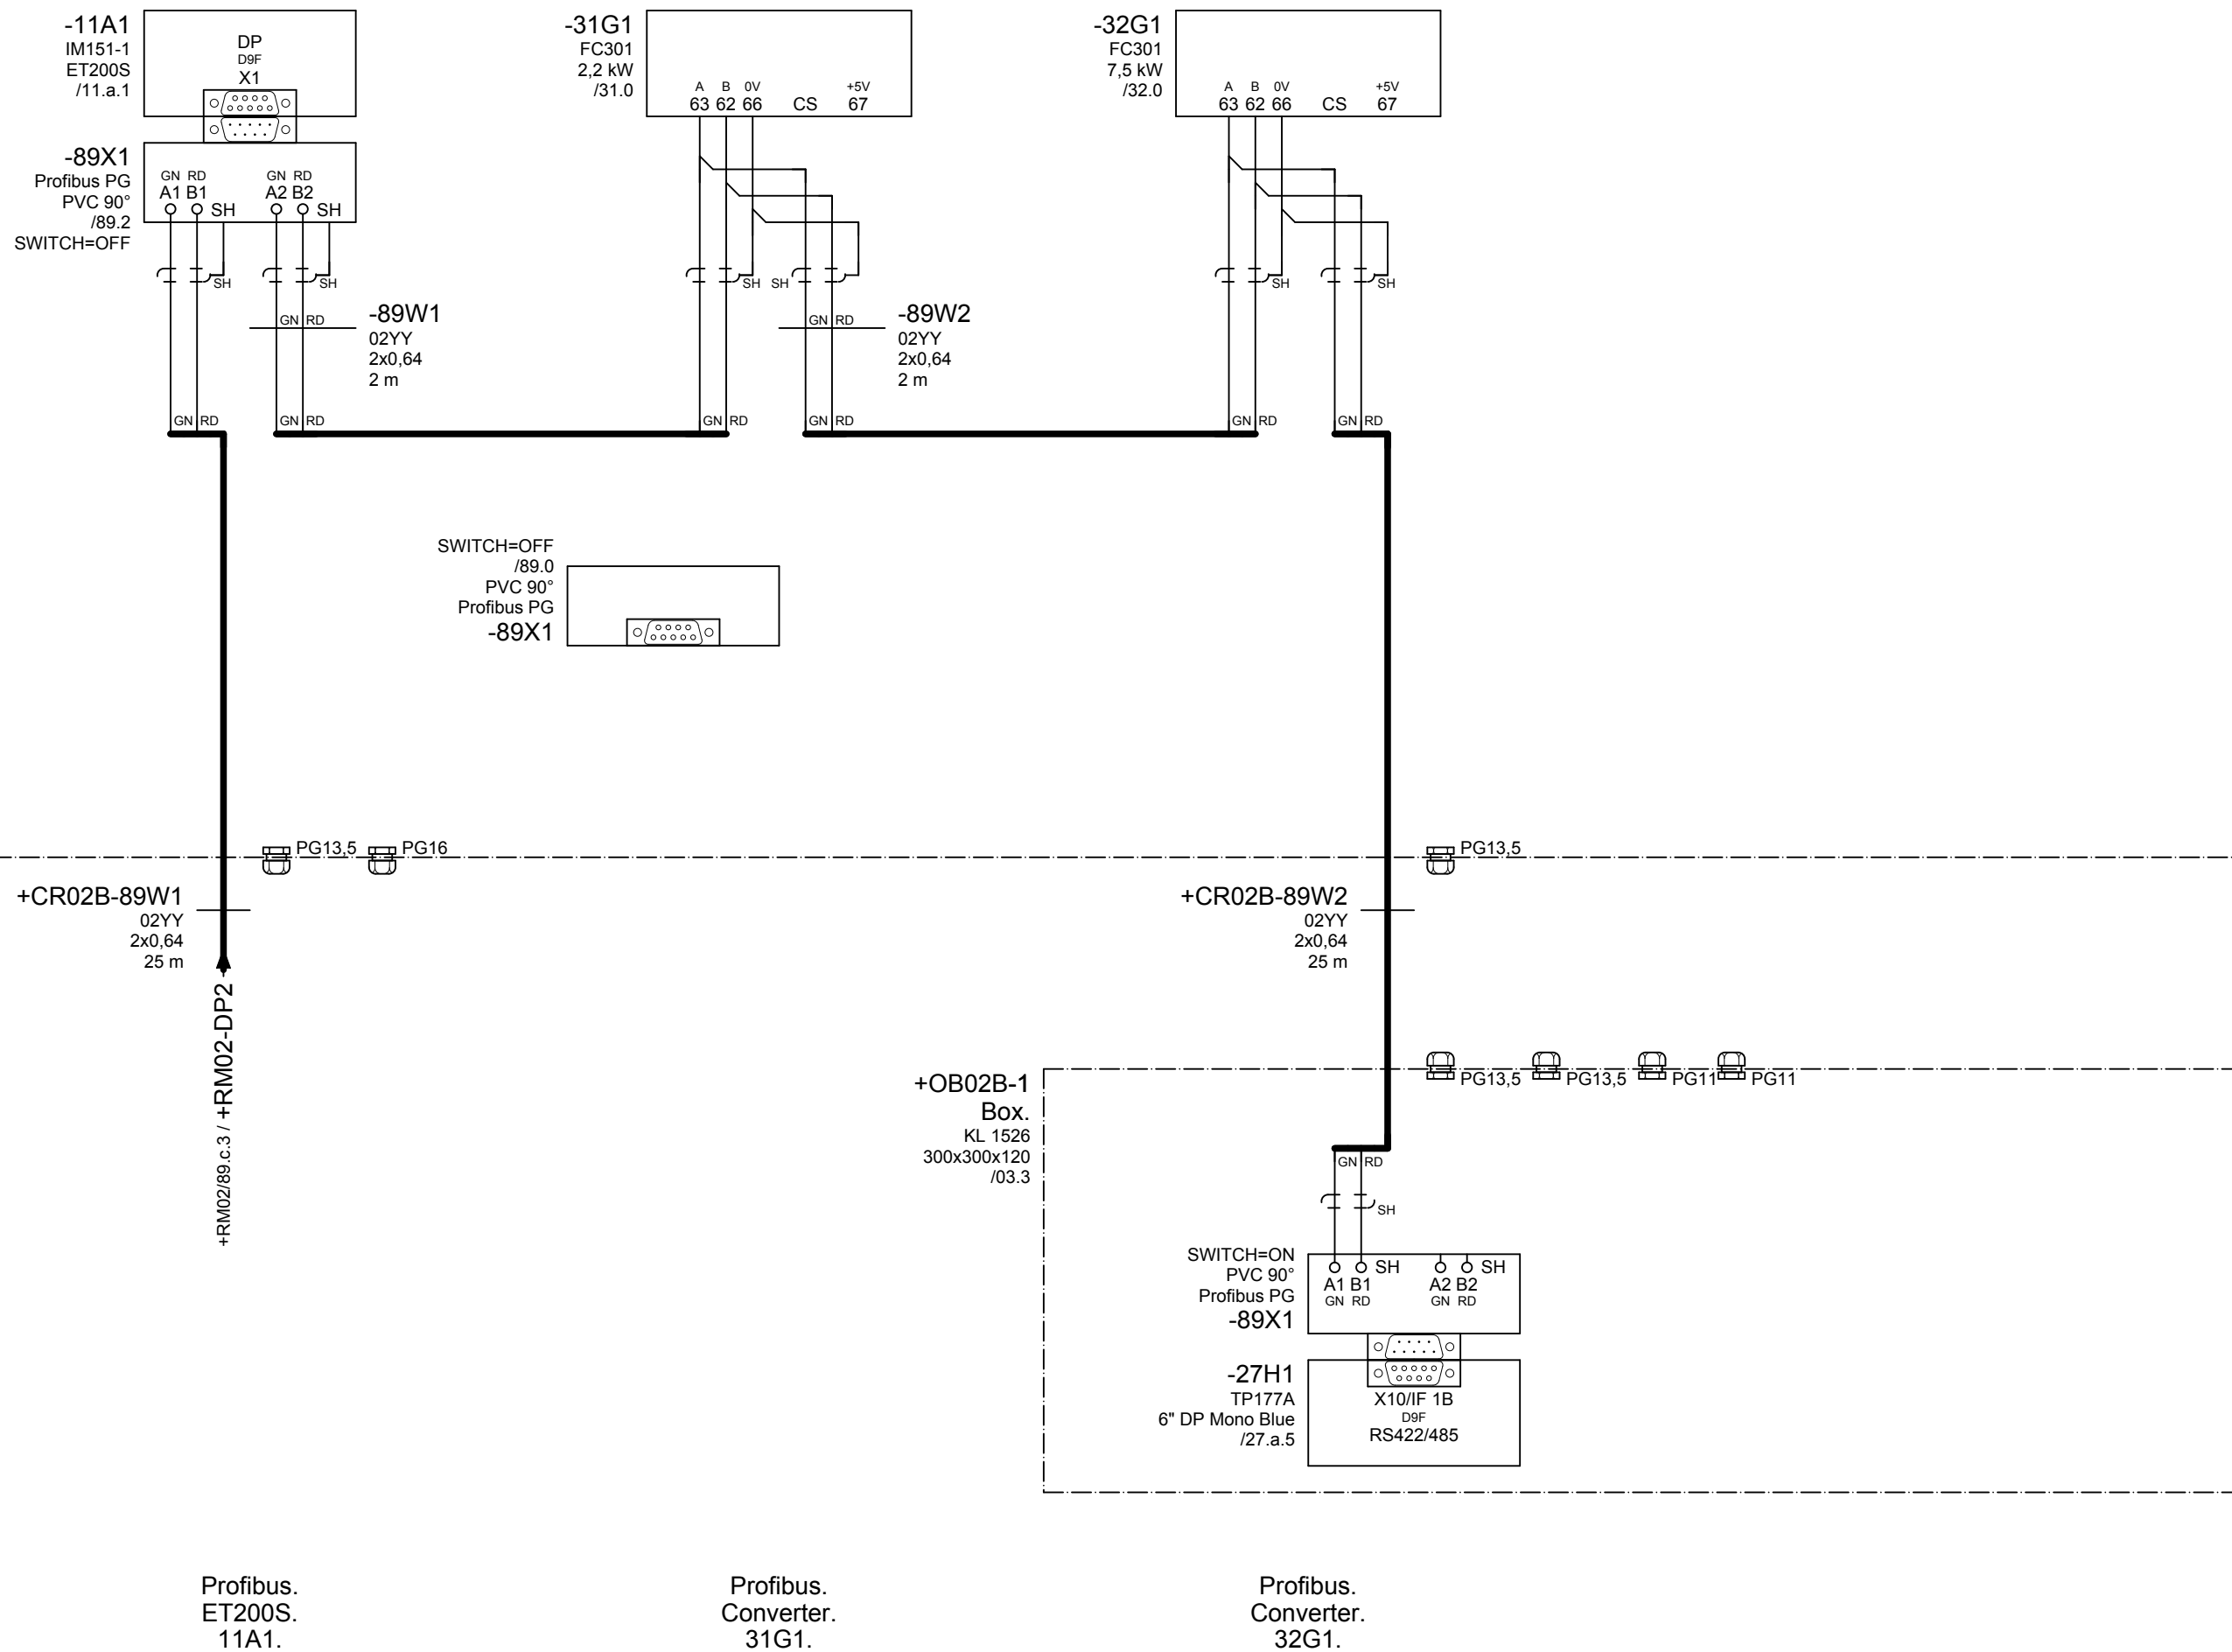 -11A1
IM151-1
ET200S
/11.a.1
DP
D9F
X1
-89X1
Profibus PG
PVC 90°
/89.2
SWITCH=OFF
GN RD GN RD
A1 B1 SH A2 B2 SH
SH SH
GN RD
-89W1
02YY
2x0,64
2 m
GN RD GN RD
-31G1
FC301
2,2 kW
/31.0
A B 0V +5V
63 62 66 CS 67
SH SH
GN RD
-89W2
02YY
2x0,64
2 m
GN RD GN RD
-32G1
FC301
7,5 kW
/32.0
A B 0V +5V
63 62 66 CS 67
SH SH
GN RD GN RD
SWITCH=OFF
/89.0
PVC 90°
Profibus PG
-89X1
PG13,5 PG16 PG13,5
+CR02B-89W1
02YY
2x0,64
25 m
+RM02/89.c.3 / +RM02-DP2
+CR02B-89W2
02YY
2x0,64
25 m
PG13,5 PG13,5 PG11 PG11
+OB02B-1
Box.
KL 1526
300x300x120
/03.3
GN RD
SH
SWITCH=ON
PVC 90°
Profibus PG
-89X1
SH SH
A1 B1 A2 B2
GN RD GN RD
-27H1
TP177A
6" DP Mono Blue
/27.a.5
X10/IF 1B
D9F
RS422/485
Profibus.
ET200S.
11A1.
Profibus.
Converter.
31G1.
Profibus.
Converter.
32G1.